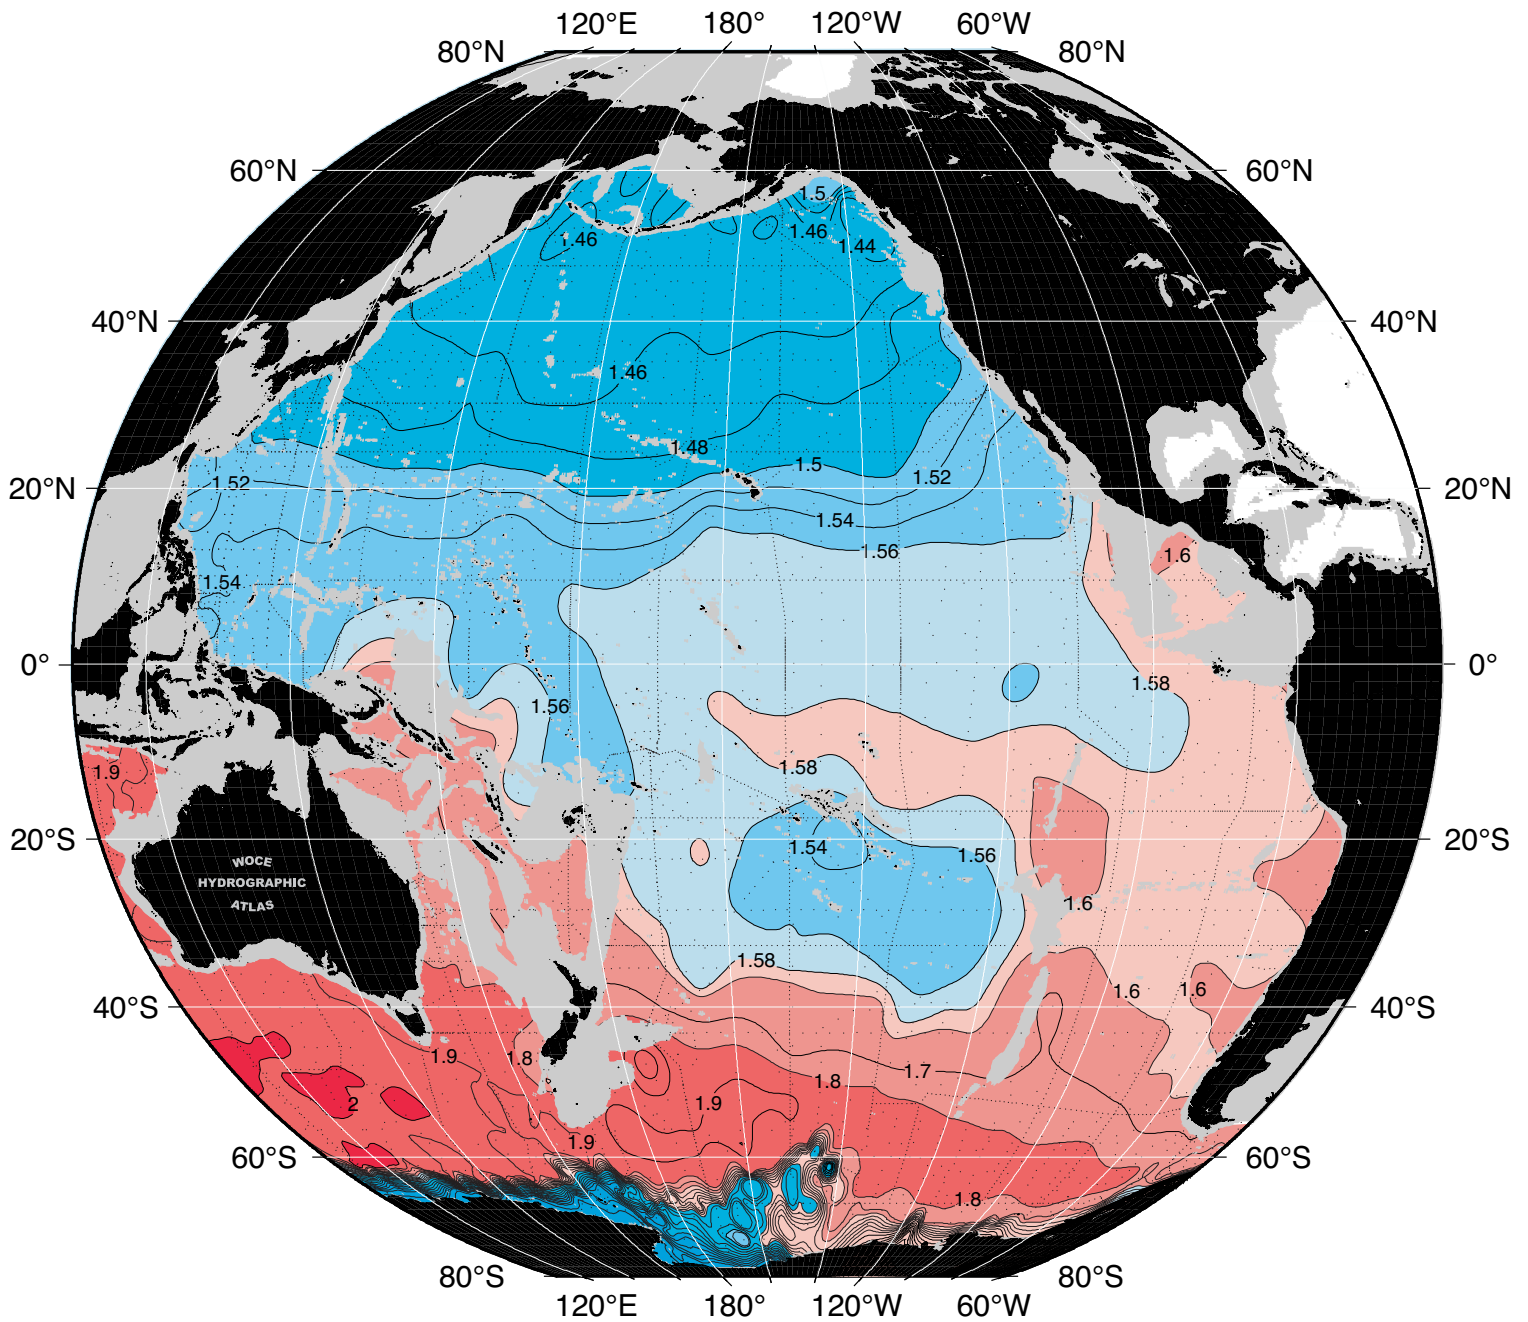 120°E 180° 120°W 60°W
80°N 80°N
60°N 60°N
1.5
1.46 1.46 1.44
40°N 40°N
1.46
1.48 1.5 1.52
20°N 1.52 20°N
1.54
1.56 1.6
1.54
0° 0°
1.58
1.56
1.9 1.58
20°S 20°S
1.54 1.56
WOCE
HYDROGRAPHIC
ATLAS
1.6
1.58
1.6 1.6
40°S 40°S
1.9 1.8 1.7
1.8
2 1.9
1.9
60°S 60°S
1.8
80°S 80°S
120°E 180° 120°W 60°W